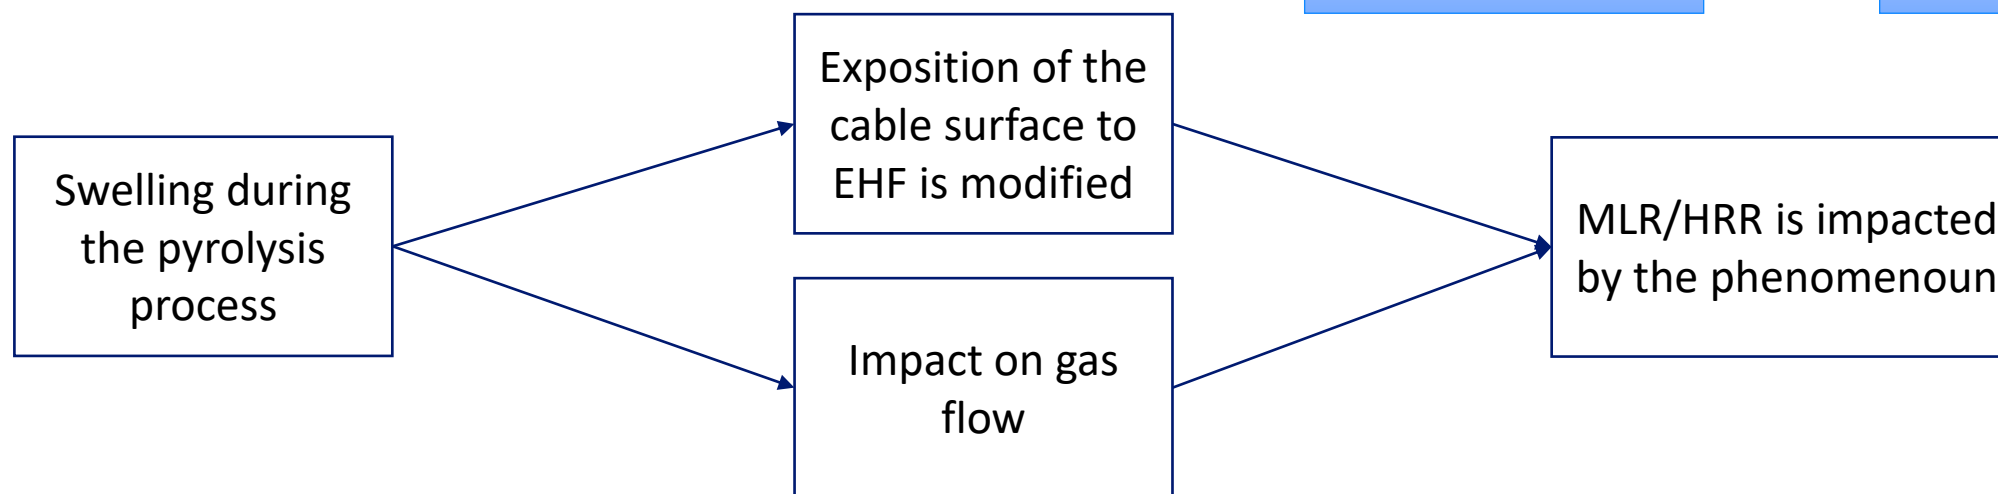 Swelling during
the pyrolysis
process
Exposition of the
cable surface to
EHF is modified
Impact on gas
flow
MLR/HRR is impacted
by the phenomenoun